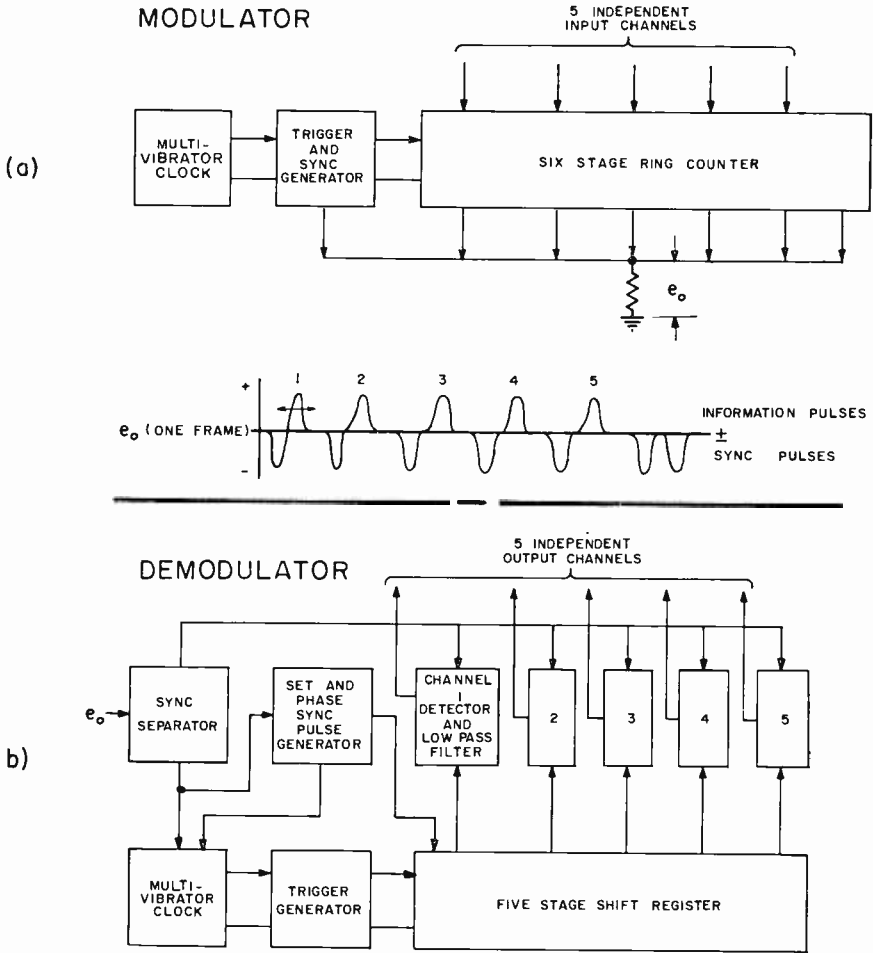 MODULATOR
5 INDEPENDENT
INPUT CHANNELS
(a)
MULTI-
VIBRATOR
CLOCK
TRIGGER
AND
SYNC
GENERATOR
SIX STAGE RING COUNTER
eo
1 2 3 4 5
+
eo (ONE FRAME)
-
INFORMATION PULSES
±
SYNC PULSES
DEMODULATOR
5 INDEPENDENT
OUTPUT CHANNELS
b)
eo
SYNC
SEPARATOR
SET AND
PHASE
SYNC
PULSE
GENERATOR
CHANNEL
1
DETECTOR
AND
LOW PASS
FILTER
2
3
4
5
MULTI-
VIBRATOR
CLOCK
TRIGGER
GENERATOR
FIVE STAGE SHIFT REGISTER